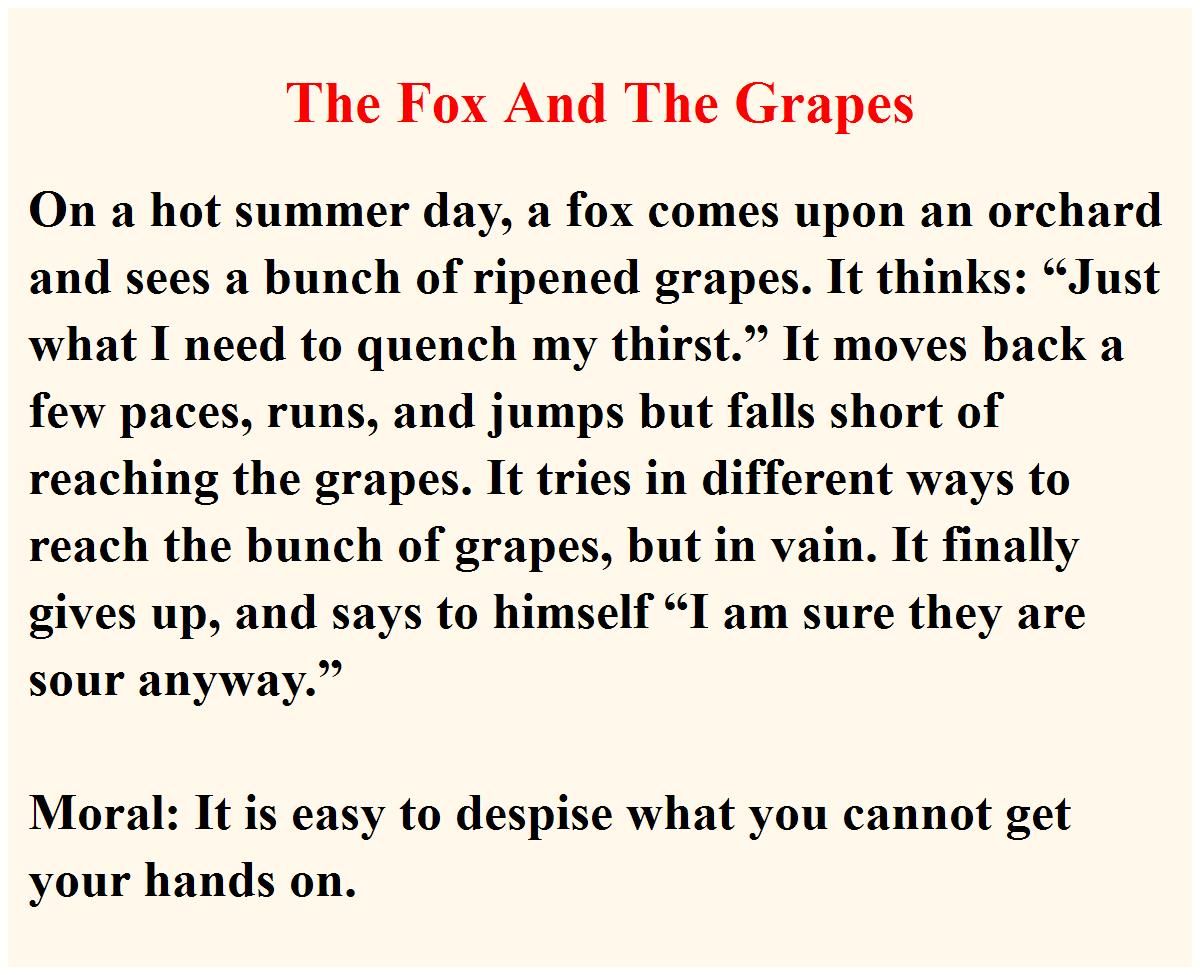 The Fox And The Grapes
On a hot summer day, a fox comes upon an orchard
and sees a bunch of ripened grapes. It thinks: “Just
what I need to quench my thirst.” It moves back a
few paces, runs, and jumps but falls short of
reaching the grapes. It tries in different ways to
reach the bunch of grapes, but in vain. It finally
gives up, and says to himself “I am sure they are
sour anyway.”
Moral: It is easy to despise what you cannot get
your hands on.